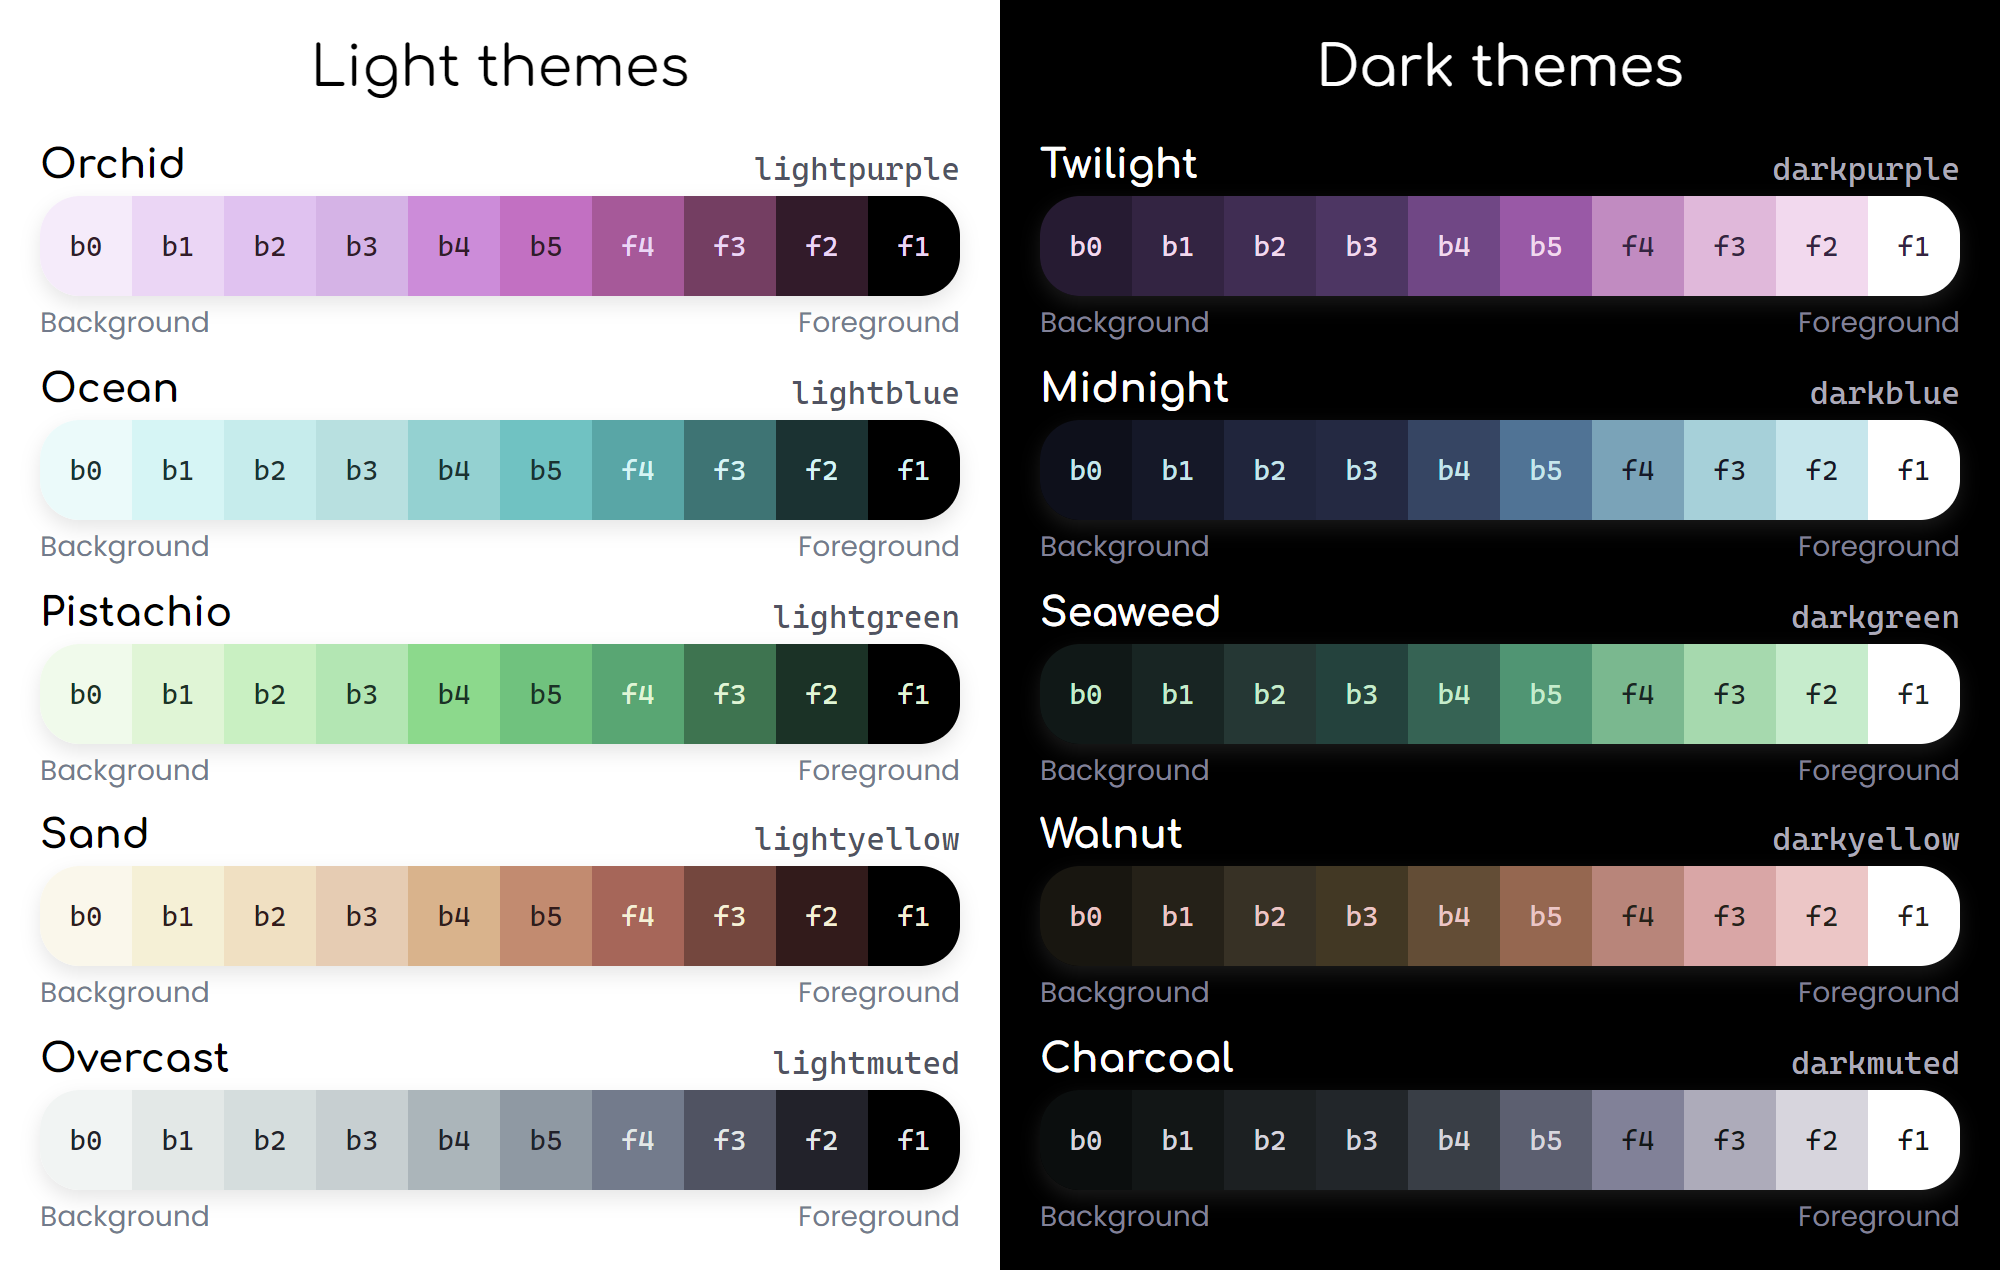 Light themes
Orchid lightpurple
b0 b1 b2 b3 b4 b5 f4 f3 f2 f1
Background Foreground
Ocean lightblue
b0 b1 b2 b3 b4 b5 f4 f3 f2 f1
Background Foreground
Pistachio lightgreen
b0 b1 b2 b3 b4 b5 f4 f3 f2 f1
Background Foreground
Sand lightyellow
b0 b1 b2 b3 b4 b5 f4 f3 f2 f1
Background Foreground
Overcast lightmuted
b0 b1 b2 b3 b4 b5 f4 f3 f2 f1
Background Foreground
Dark themes
Twilight darkpurple
b0 b1 b2 b3 b4 b5 f4 f3 f2 f1
Background Foreground
Midnight darkblue
b0 b1 b2 b3 b4 b5 f4 f3 f2 f1
Background Foreground
Seaweed darkgreen
b0 b1 b2 b3 b4 b5 f4 f3 f2 f1
Background Foreground
Walnut darkyellow
b0 b1 b2 b3 b4 b5 f4 f3 f2 f1
Background Foreground
Charcoal darkmuted
b0 b1 b2 b3 b4 b5 f4 f3 f2 f1
Background Foreground